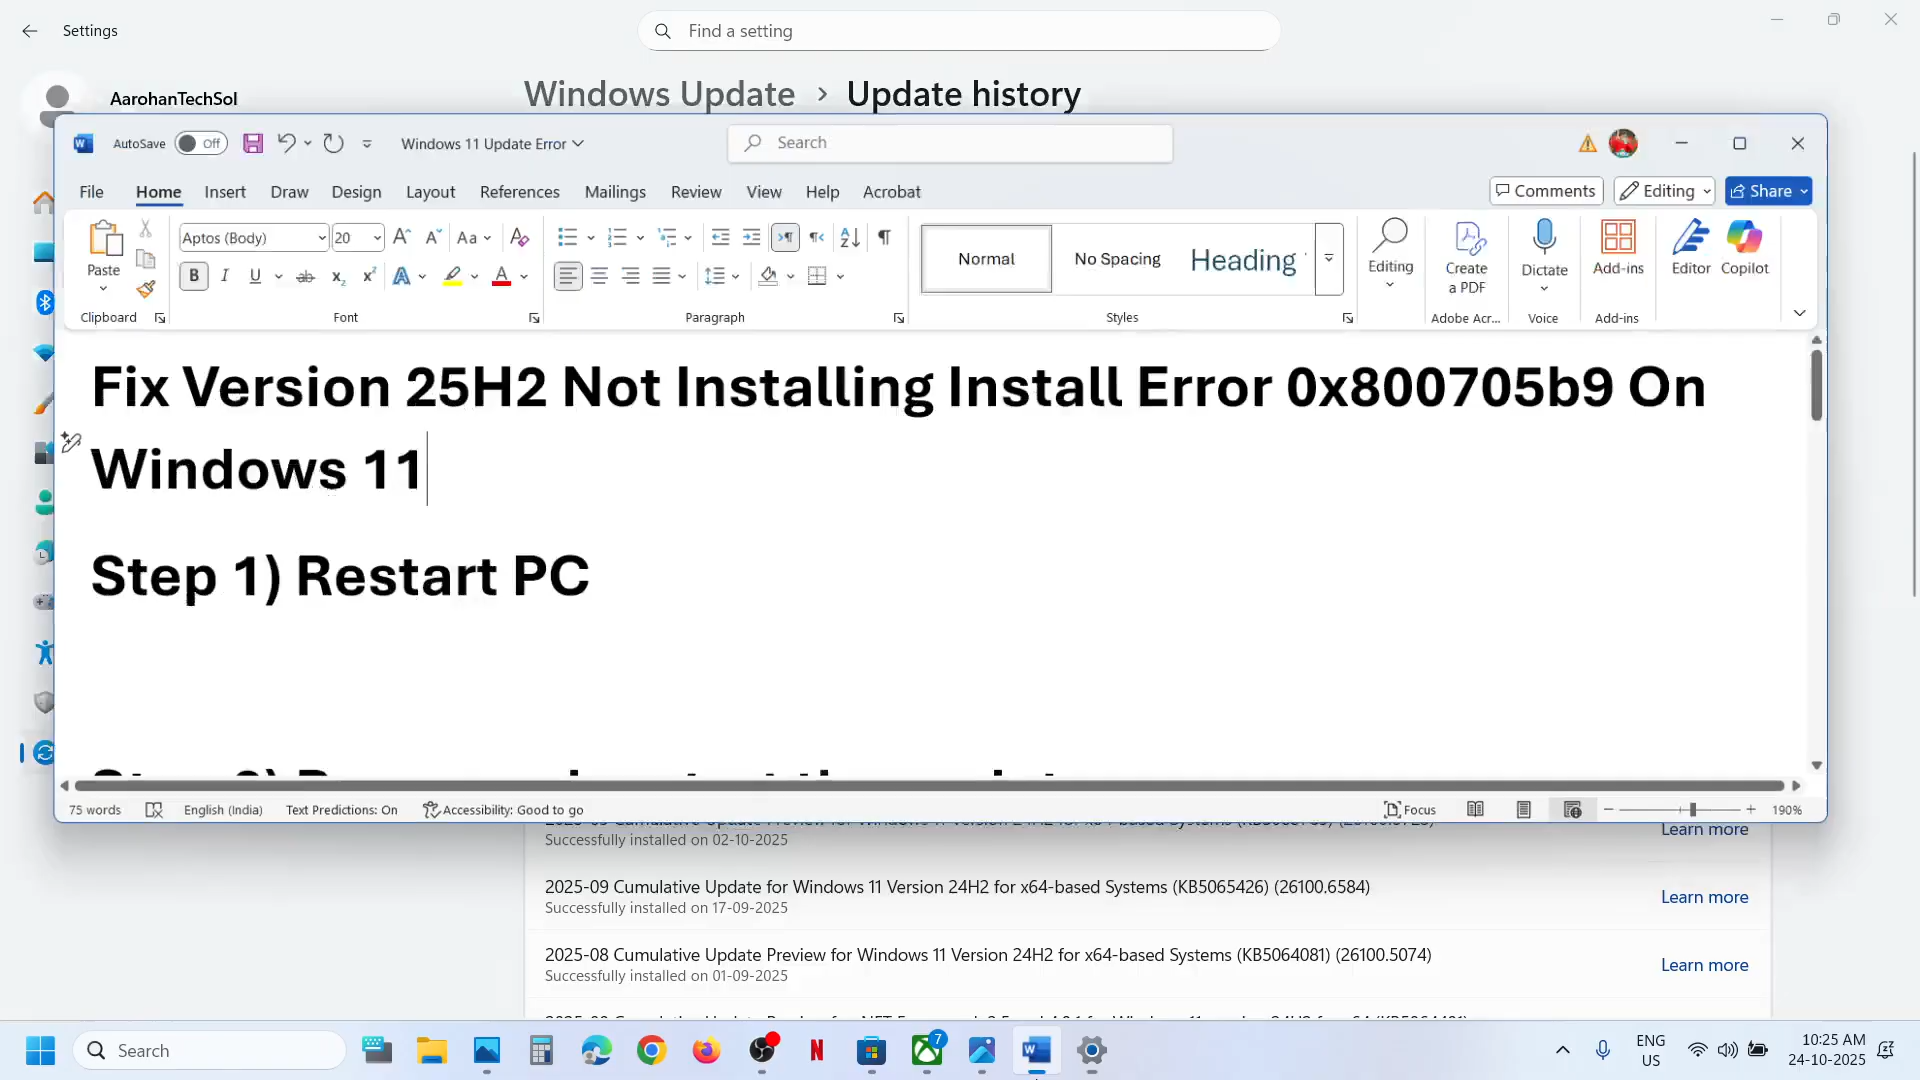 Settings
Find a setting
AarohanTechSol
Windows Update > Update history
AutoSave Off Windows 11 Update Error Search
File Home Insert Draw Design Layout References Mailings Review View Help Acrobat Comments Editing Share
Paste Aptos (Body) 20 Aa Normal No Spacing Heading Editing Create a PDF Dictate Add-ins Editor Copilot
Clipboard Font Paragraph Styles Adobe Acr... Voice Add-ins
Fix Version 25H2 Not Installing Install Error 0x800705b9 On
Windows 11
Step 1) Restart PC
75 words English (India) Text Predictions: On Accessibility: Good to go Focus 190%
Learn more
Successfully installed on 02-10-2025
2025-09 Cumulative Update for Windows 11 Version 24H2 for x64-based Systems (KB5065426) (26100.6584)
Successfully installed on 17-09-2025
Learn more
2025-08 Cumulative Update Preview for Windows 11 Version 24H2 for x64-based Systems (KB5064081) (26100.5074)
Successfully installed on 01-09-2025
Learn more
Search 7 ENG
US 10:25 AM
24-10-2025